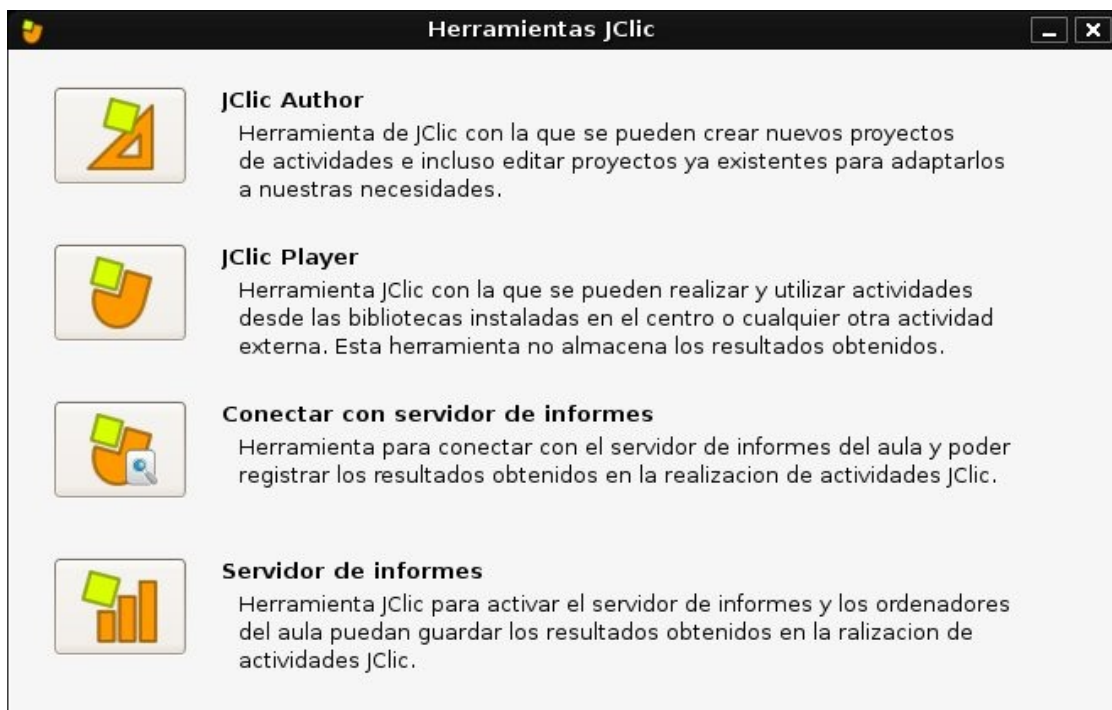 Herramientas JClic
JClic Author
Herramienta de JClic con la que se pueden crear nuevos proyectos
de actividades e incluso editar proyectos ya existentes para adaptarlos
a nuestras necesidades.
JClic Player
Herramienta JClic con la que se pueden realizar y utilizar actividades
desde las bibliotecas instaladas en el centro o cualquier otra actividad
externa. Esta herramienta no almacena los resultados obtenidos.
Conectar con servidor de informes
Herramienta para conectar con el servidor de informes del aula y poder
registrar los resultados obtenidos en la realizacion de actividades JClic.
Servidor de informes
Herramienta JClic para activar el servidor de informes y los ordenadores
del aula puedan guardar los resultados obtenidos en la ralizacion de
actividades JClic.